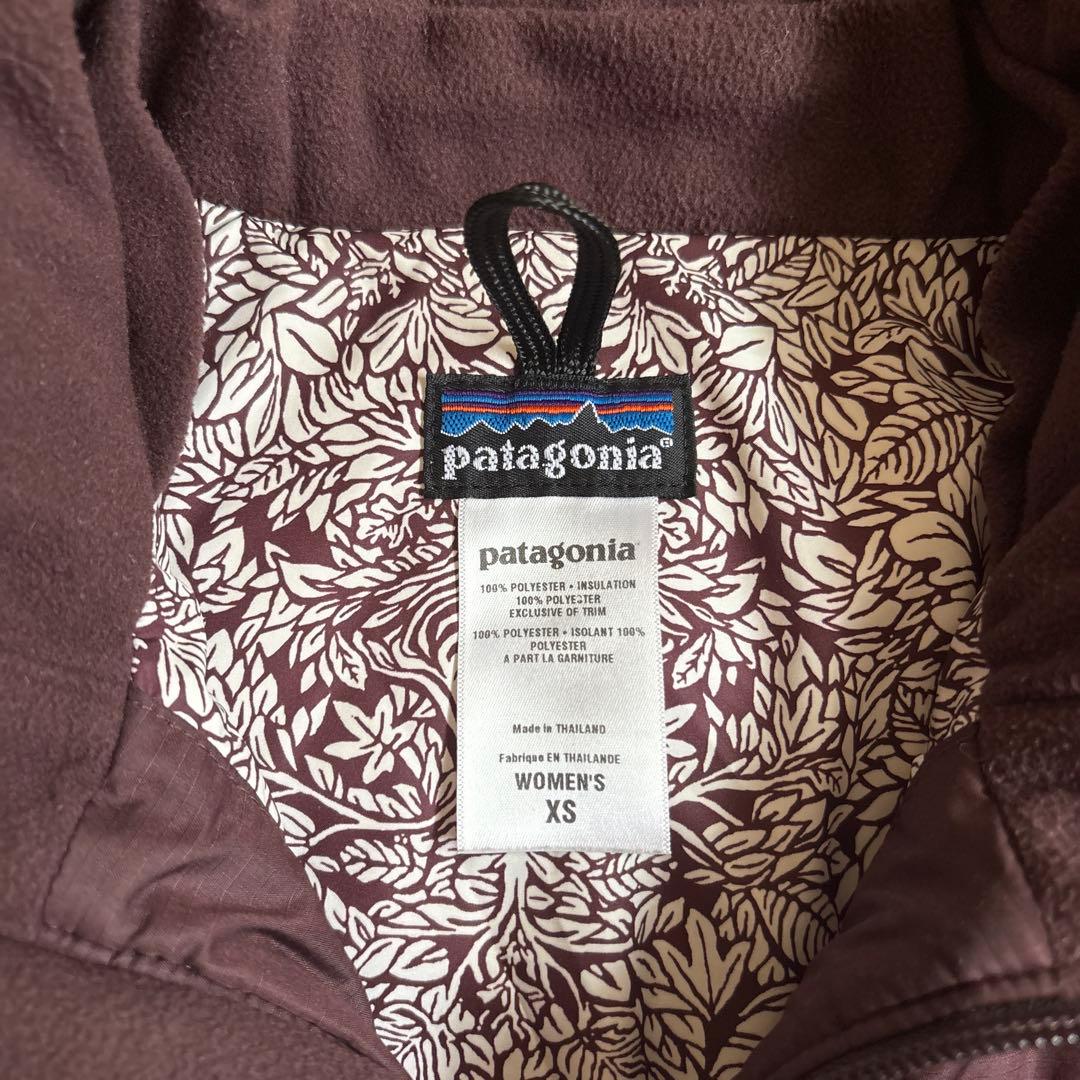 patagonia®
patagonia
100% POLYESTER • INSULATION
100% POLYESTER
EXCLUSIVE OF TRIM
100% POLYESTER • ISOLANT 100%
POLYESTER
A PART LA GARNITURE
Made in THAILAND
Fabrique EN THAILANDE
WOMEN'S
XS